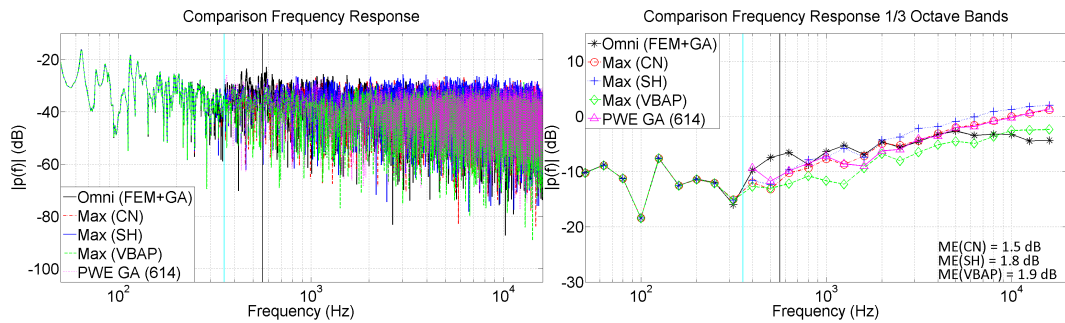 Comparison Frequency Response
|p(f)| (dB)
-20
-40
-60
-80
-100
Omni (FEM+GA)
Max (CN)
Max (SH)
Max (VBAP)
PWE GA (614)
10^2
10^3
10^4
Frequency (Hz)
Comparison Frequency Response 1/3 Octave Bands
|p(f)| (dB)
15
10
0
-10
-20
-30
Omni (FEM+GA)
Max (CN)
Max (SH)
Max (VBAP)
PWE GA (614)
ME(CN) = 1.5 dB
ME(SH) = 1.8 dB
ME(VBAP) = 1.9 dB
10^2
10^3
10^4
Frequency (Hz)